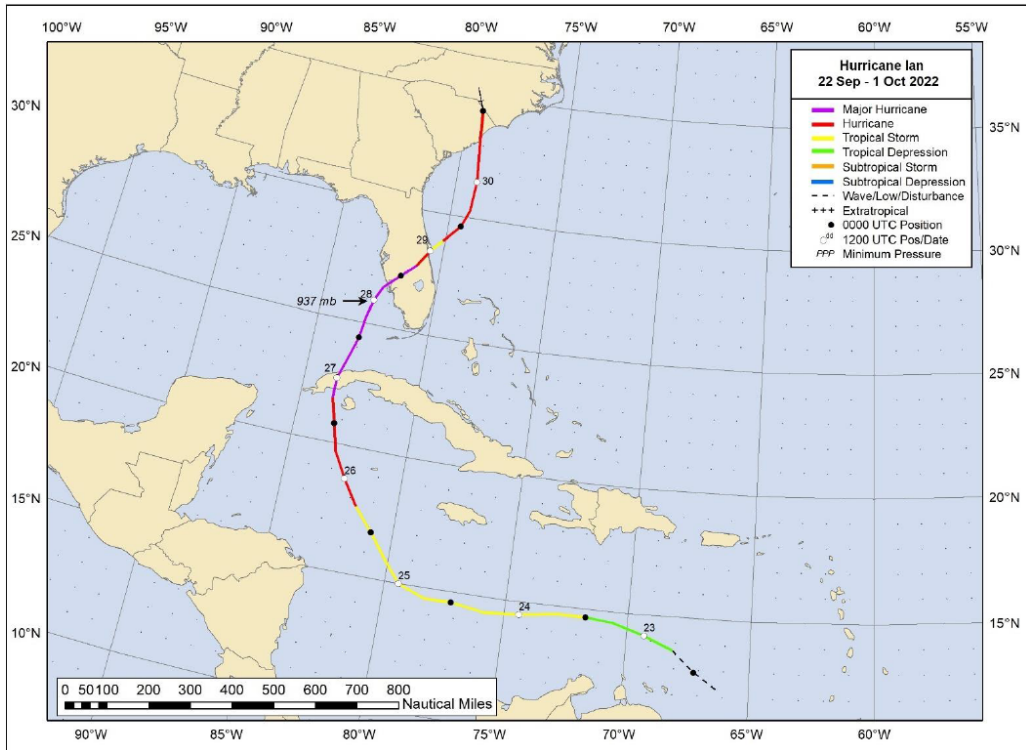 100°W 95°W 90°W 85°W 80°W 75°W 70°W 65°W 60°W 55°W
Hurricane Ian
22 Sep - 1 Oct 2022
Major Hurricane
Hurricane
Tropical Storm
Tropical Depression
Subtropical Storm
Subtropical Depression
Wave/Low/Disturbance
+++ Extratropical
0000 UTC Position
dd 1200 UTC Pos/Date
PPP Minimum Pressure
30°N
35°N
30
25°N
29
30°N
28
937 mb
20°N
27
25°N
26
15°N
20°N
25
24
10°N
23
15°N
0 50 100 200 300 400 500 600 700 800
Nautical Miles
90°W 85°W 80°W 75°W 70°W 65°W 60°W